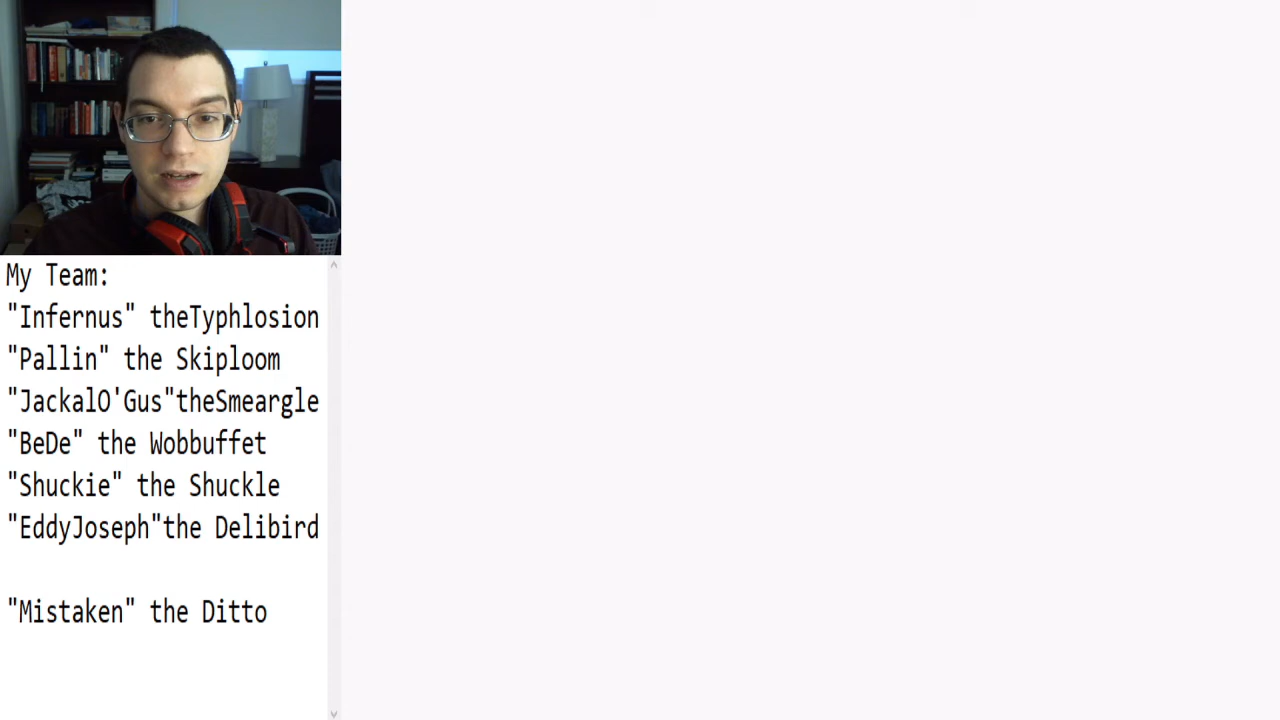 My Team:
"Infernus" theTyphlosion
"Pallin" the Skiploom
"JackalO'Gus"theSmeargle
"BeDe" the Wobbuffet
"Shuckie" the Shuckle
"EddyJoseph"the Delibird
"Mistaken" the Ditto